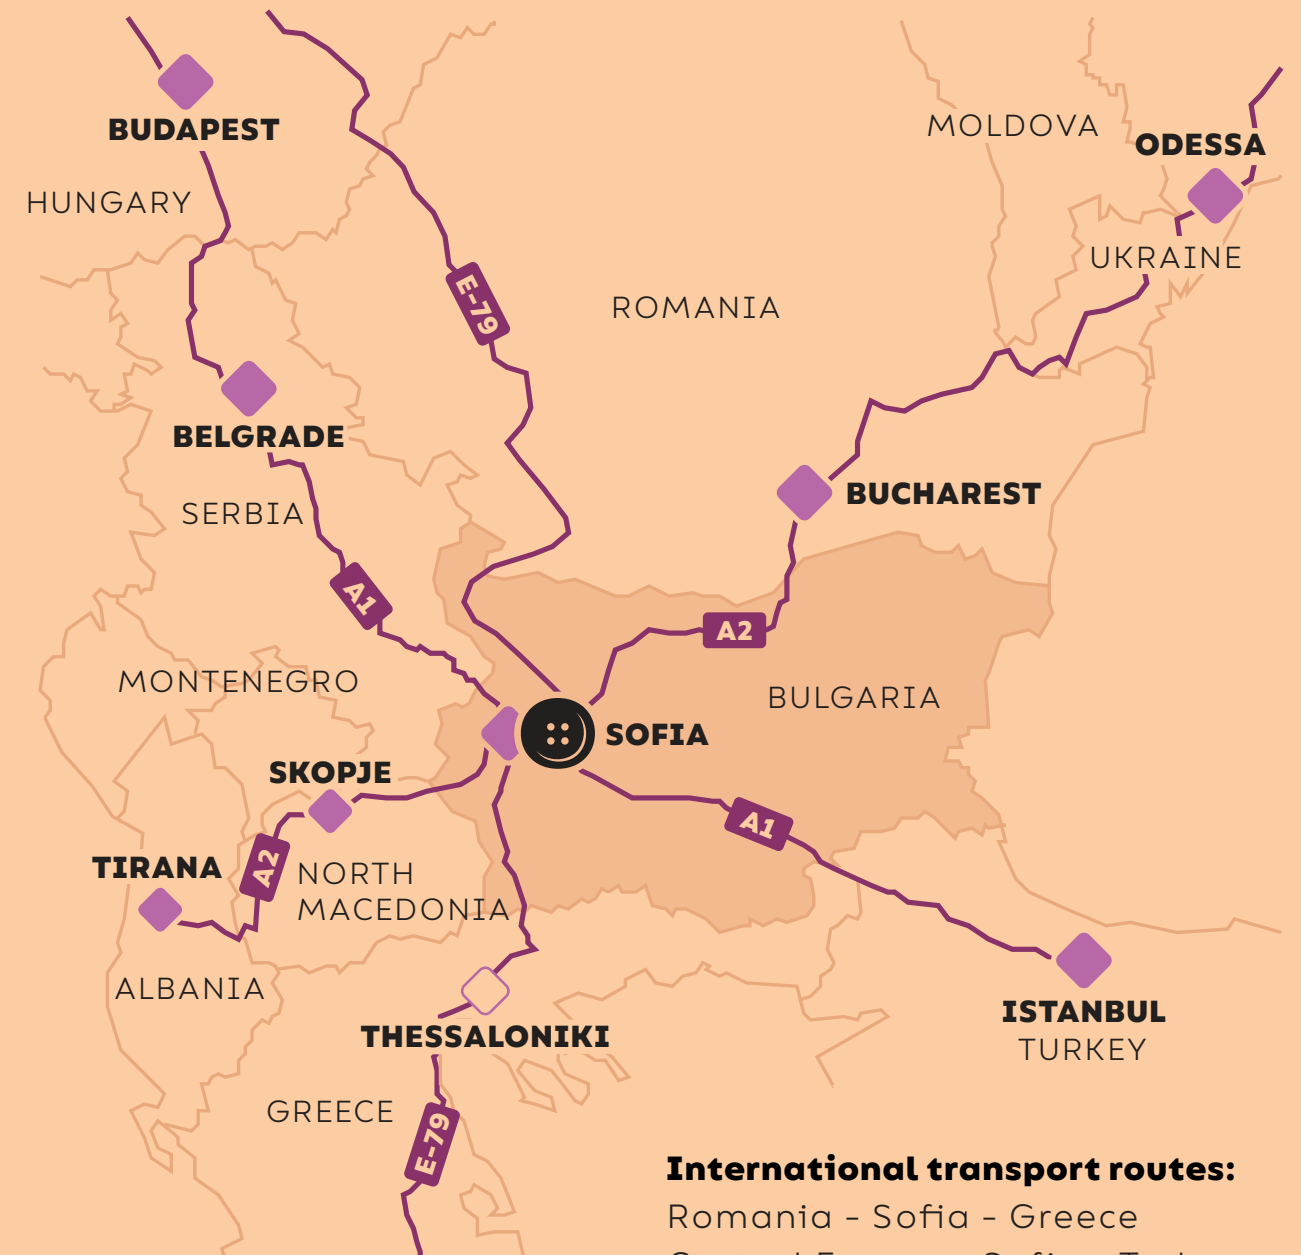 BUDAPEST
MOLDOVA
ODESSA
HUNGARY
UKRAINE
E-79
ROMANIA
BELGRADE
BUCHAREST
SERBIA
A1
A2
MONTENEGRO
BULGARIA
SOFIA
SKOPJE
A1
TIRANA
A2
NORTH
MACEDONIA
ALBANIA
ISTANBUL
THESSALONIKI
TURKEY
GREECE
E-79
International transport routes:
Romania - Sofia - Greece